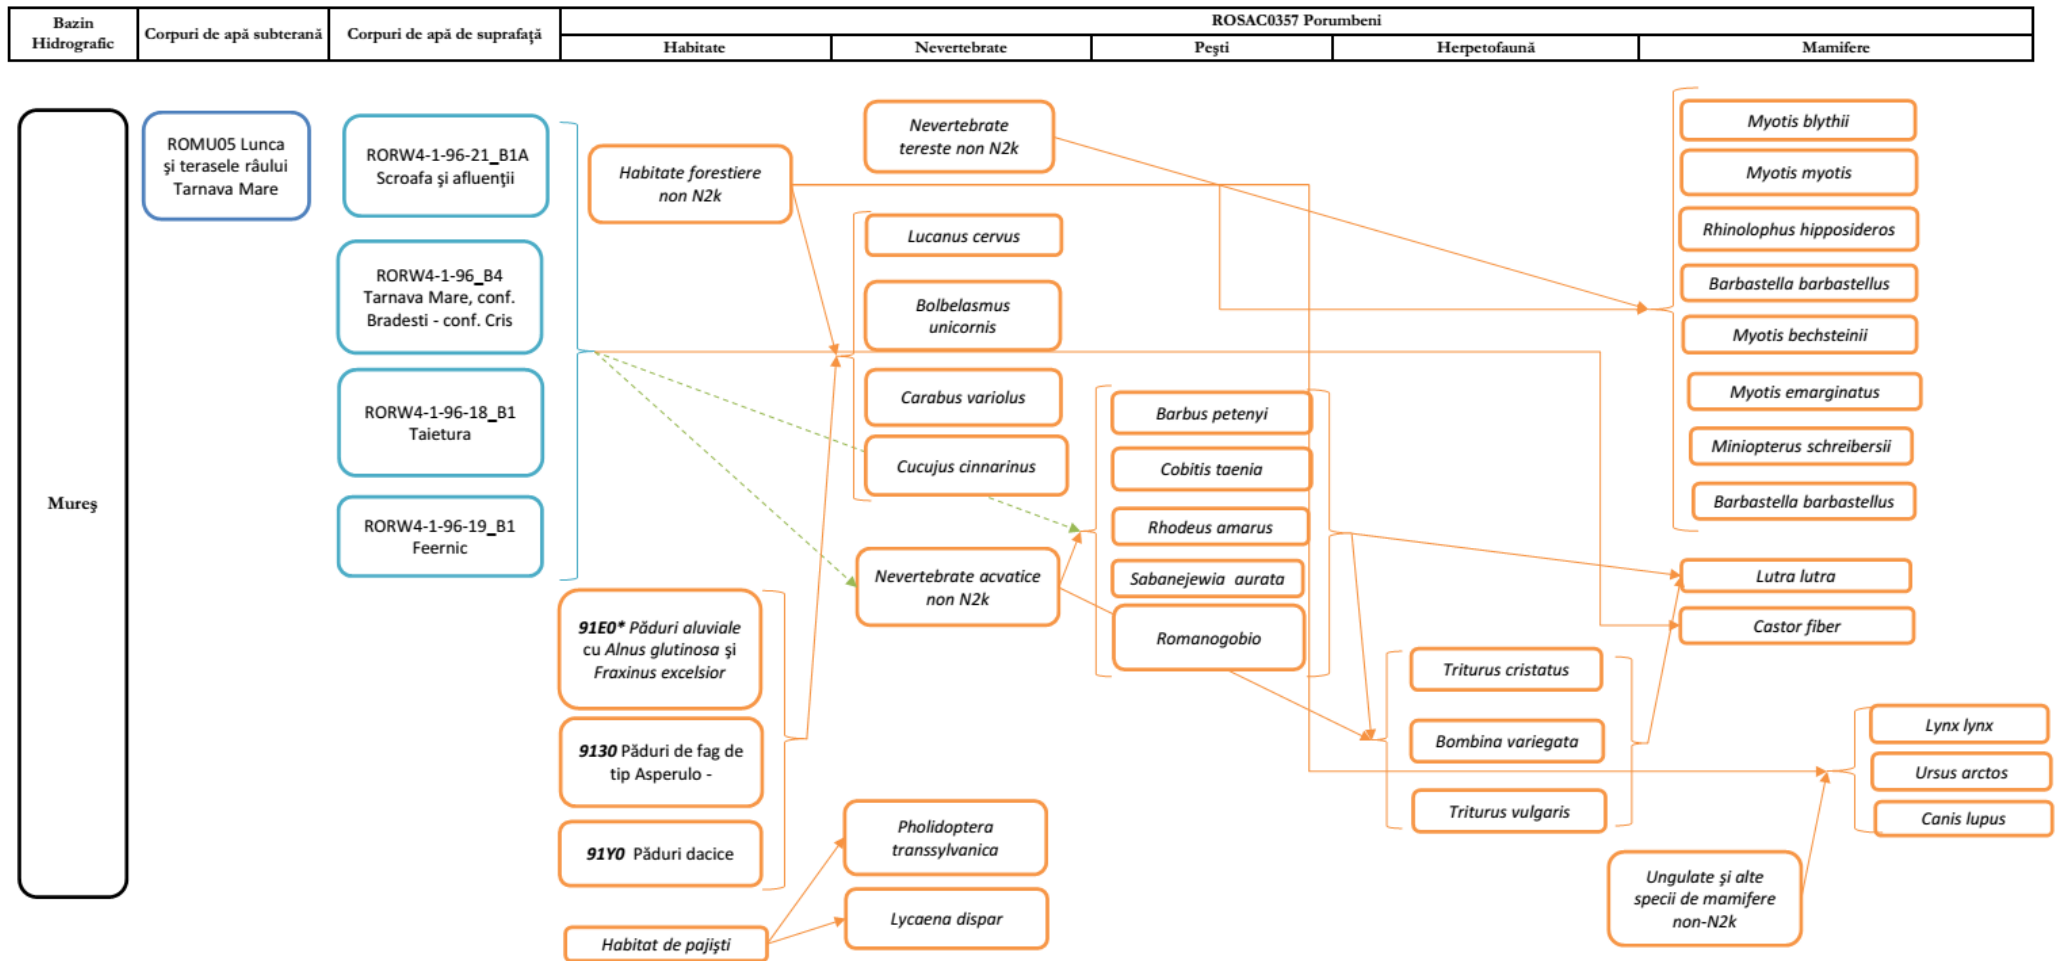 Bazin
Hidrografic
Corpuri de apă subterană
Corpuri de apă de suprafață
ROSAC0357 Porumbeni
Habitate
Nevertebrate
Pești
Herpetofaună
Mamifere
Mureş
ROMU05 Lunca
și terasele râului
Tarnava Mare
RORW4-1-96-21_B1A
Scroafa și afluenții
RORW4-1-96_B4
Tarnava Mare, conf.
Bradesti - conf. Cris
RORW4-1-96-18_B1
Taietura
RORW4-1-96-19_B1
Feernic
Habitate forestiere
non N2k
91E0* Păduri aluviale
cu Alnus glutinosa și
Fraxinus excelsior
9130 Păduri de fag de
tip Asperulo -
91Y0 Păduri dacice
Habitat de pajiști
Nevertebrate
tereste non N2k
Lucanus cervus
Bolbelasmus
unicornis
Carabus variolus
Cucujus cinnarinus
Nevertebrate acvatice
non N2k
Pholidoptera
transsylvanica
Lycaena dispar
Barbus petenyi
Cobitis taenia
Rhodeus amarus
Sabanejewia aurata
Romanogobio
Triturus cristatus
Bombina variegata
Triturus vulgaris
Myotis blythii
Myotis myotis
Rhinolophus hipposideros
Barbastella barbastellus
Myotis bechsteinii
Myotis emarginatus
Miniopterus schreibersii
Barbastella barbastellus
Lutra lutra
Castor fiber
Lynx lynx
Ursus arctos
Canis lupus
Ungulate și alte
specii de mamifere
non-N2k